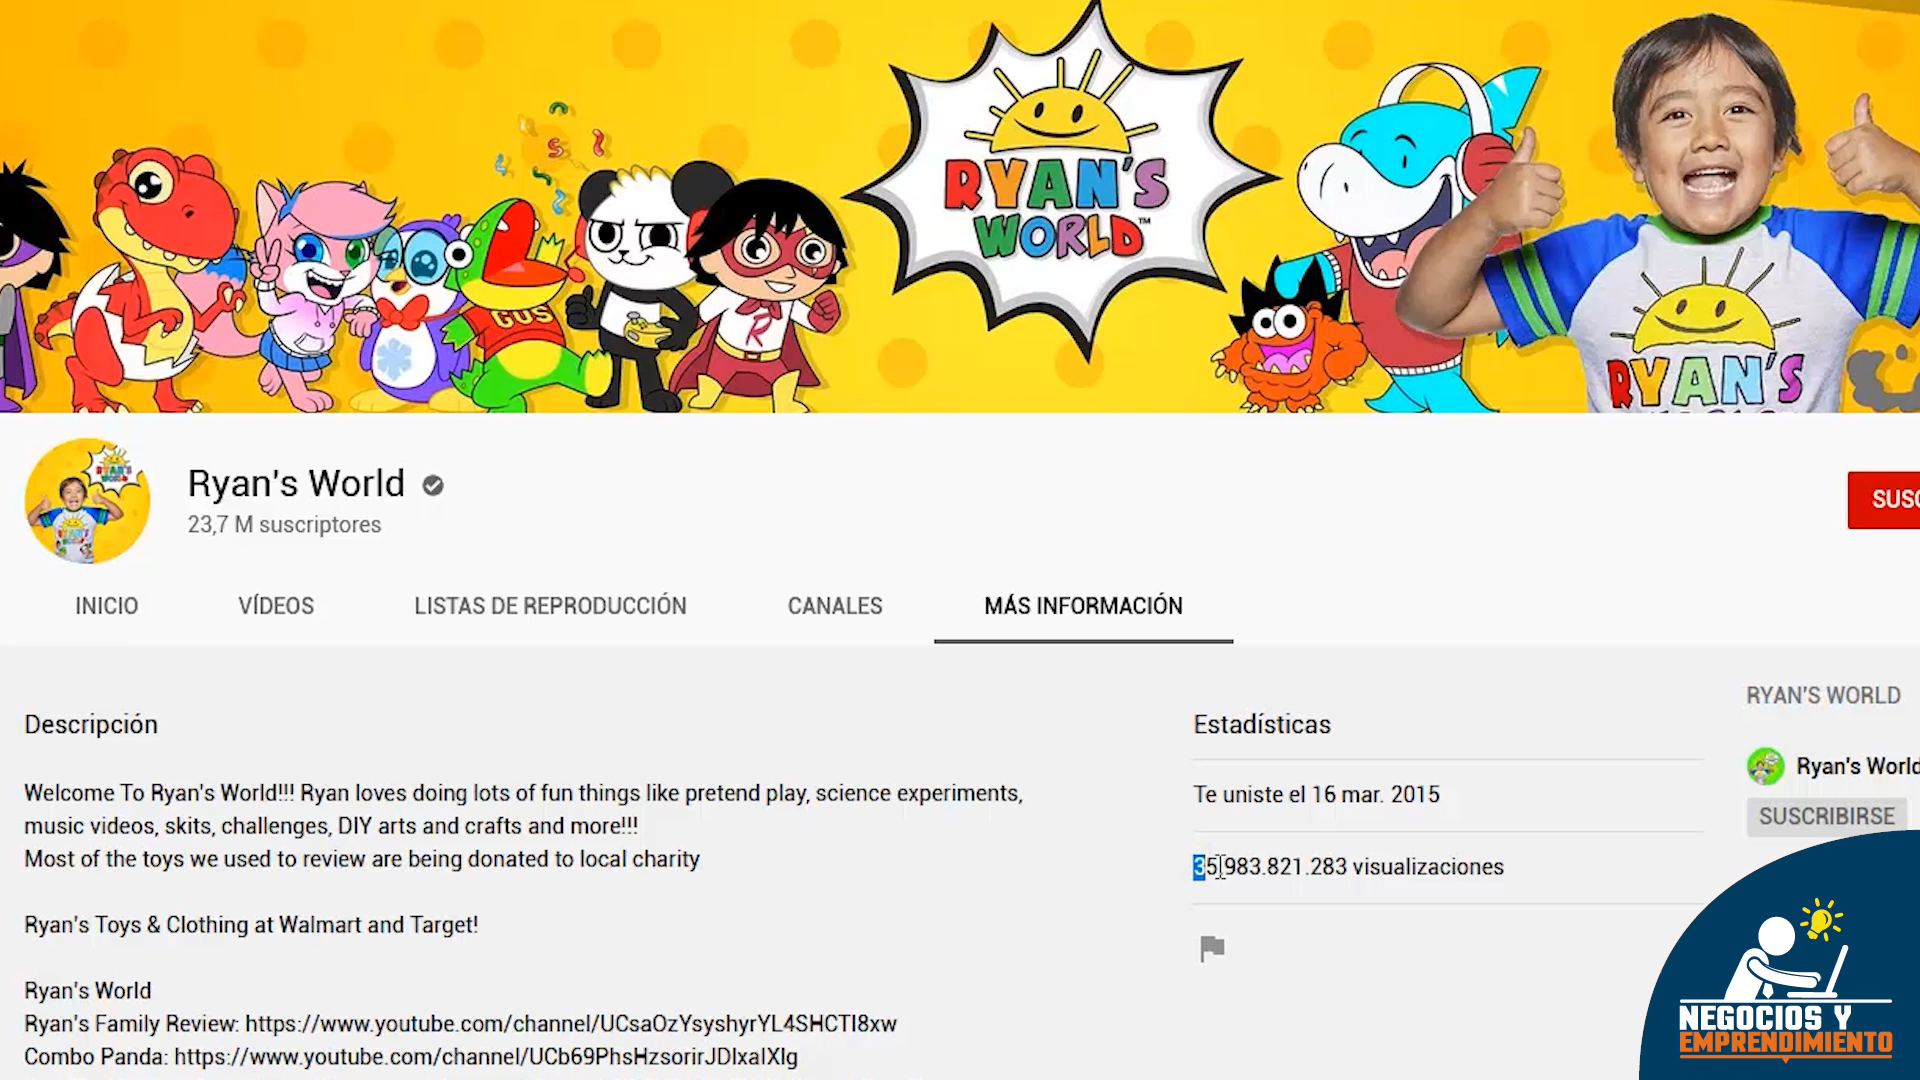 RYAN'S
WORLD™
GUS
R
RYAN'S
Ryan's World
23,7 M suscriptores
SUSC
INICIO
VÍDEOS
LISTAS DE REPRODUCCIÓN
CANALES
MÁS INFORMACIÓN
Descripción
Welcome To Ryan's World!!! Ryan loves doing lots of fun things like pretend play, science experiments,
music videos, skits, challenges, DIY arts and crafts and more!!!
Most of the toys we used to review are being donated to local charity
Ryan's Toys & Clothing at Walmart and Target!
Ryan's World
Ryan's Family Review: https://www.youtube.com/channel/UCsaOzYsyshyrYL4SHCTI8xw
Combo Panda: https://www.youtube.com/channel/UCb69PhsHzsorirJDIxaIXIg
Estadísticas
Te uniste el 16 mar. 2015
35.983.821.283 visualizaciones
RYAN'S WORLD
Ryan's World
SUSCRIBIRSE
NEGOCIOS Y
EMPRENDIMIENTO